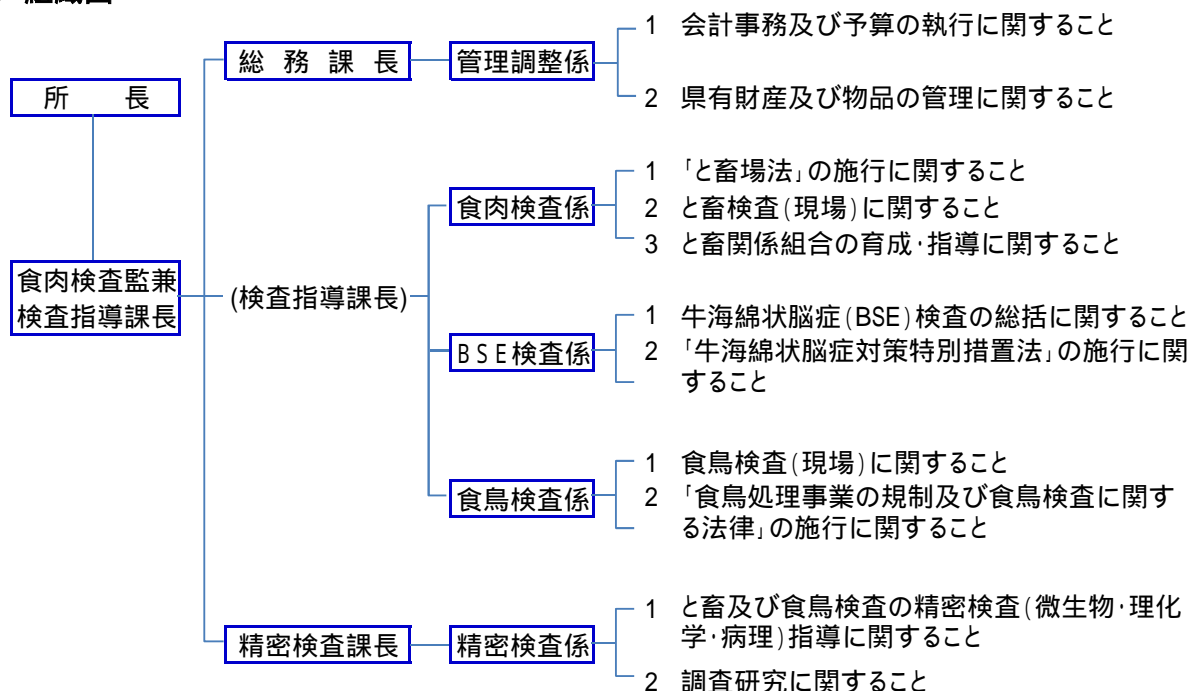 総 務 課 長
管理調整係
1 会計事務及び予算の執行に関すること
2 県有財産及び物品の管理に関すること
所 長
食肉検査監兼
検査指導課長
(検査指導課長)
食肉検査係
1 「と畜場法」の施行に関すること
2 と畜検査(現場)に関すること
3 と畜関係組合の育成・指導に関すること
BSE検査係
1 牛海綿状脳症(BSE)検査の総括に関すること
2 「牛海綿状脳症対策特別措置法」の施行に関
すること
食鳥検査係
1 食鳥検査(現場)に関すること
2 「食鳥処理事業の規制及び食鳥検査に関す
る法律」の施行に関すること
精密検査課長
精密検査係
1 と畜及び食鳥検査の精密検査(微生物・理化
学・病理)指導に関すること
2 調査研究に関すること